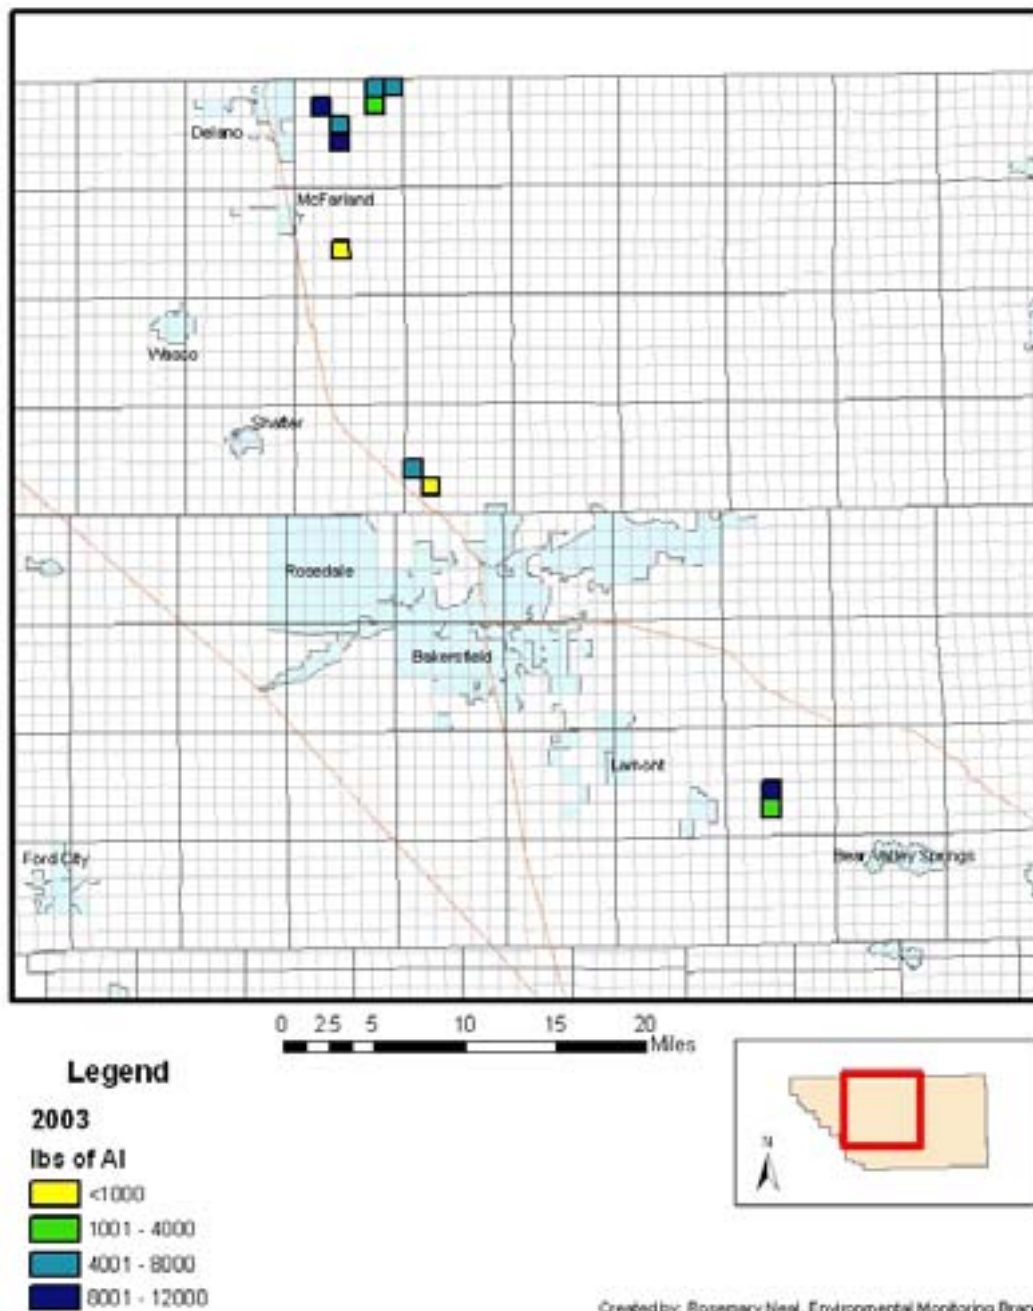 Delano
McFarland
Wasco
Shafter
Rosedale
Bakersfield
Lamont
Ford City
Bear Valley Springs
0 2.5 5 10 15 20
Miles
Legend
2003
lbs of AI
<1000
1001 - 4000
4001 - 8000
8001 - 12000
N
Created by: Rosemary Neal, Environmental Monitoring